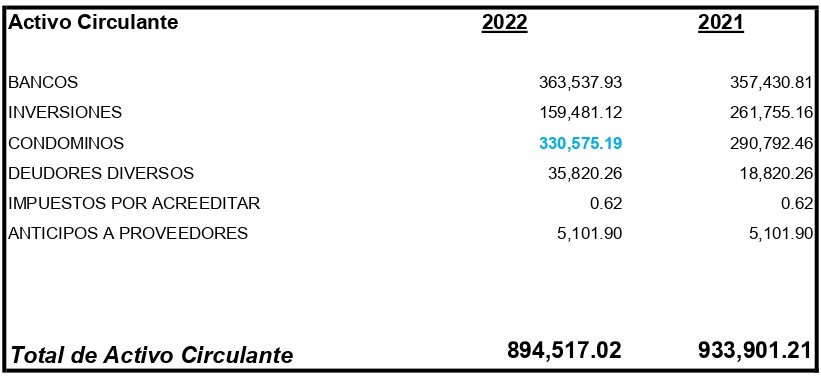 Activo Circulante 2022 2021
BANCOS 363,537.93 357,430.81
INVERSIONES 159,481.12 261,755.16
CONDOMINOS 330,575.19 290,792.46
DEUDORES DIVERSOS 35,820.26 18,820.26
IMPUESTOS POR ACREEDITAR 0.62 0.62
ANTICIPOS A PROVEEDORES 5,101.90 5,101.90
Total de Activo Circulante 894,517.02 933,901.21